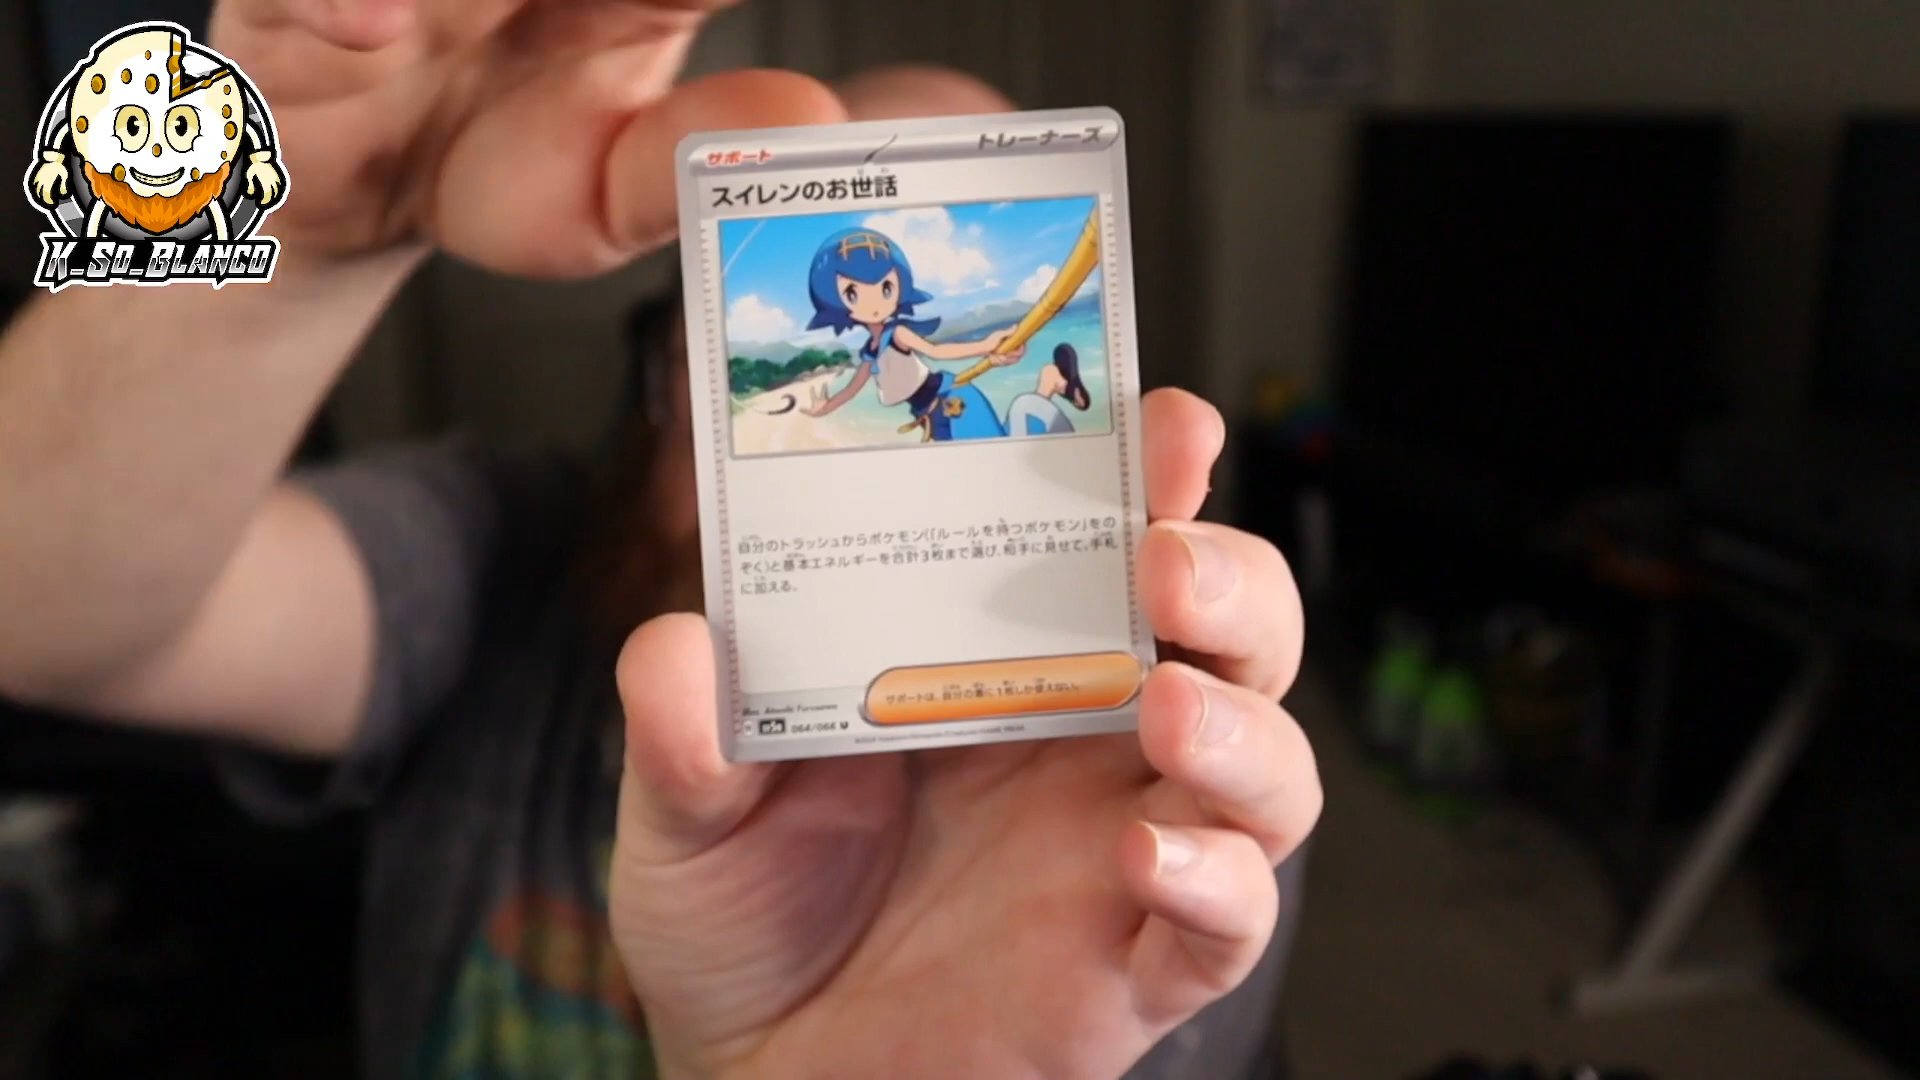 K_So_Blanco
サポート
トレーナーズ
スイレンのお世話
自分のトラッシュからポケモン(「ルールを持つポケモン」をの
ぞく)と基本エネルギーを合計3枚まで選び、相手に見せて、手札
に加える。
サポートは、自分の番に1枚しか使えない。
Illus. Atsushi Furusawa
sv5a 064/066 U